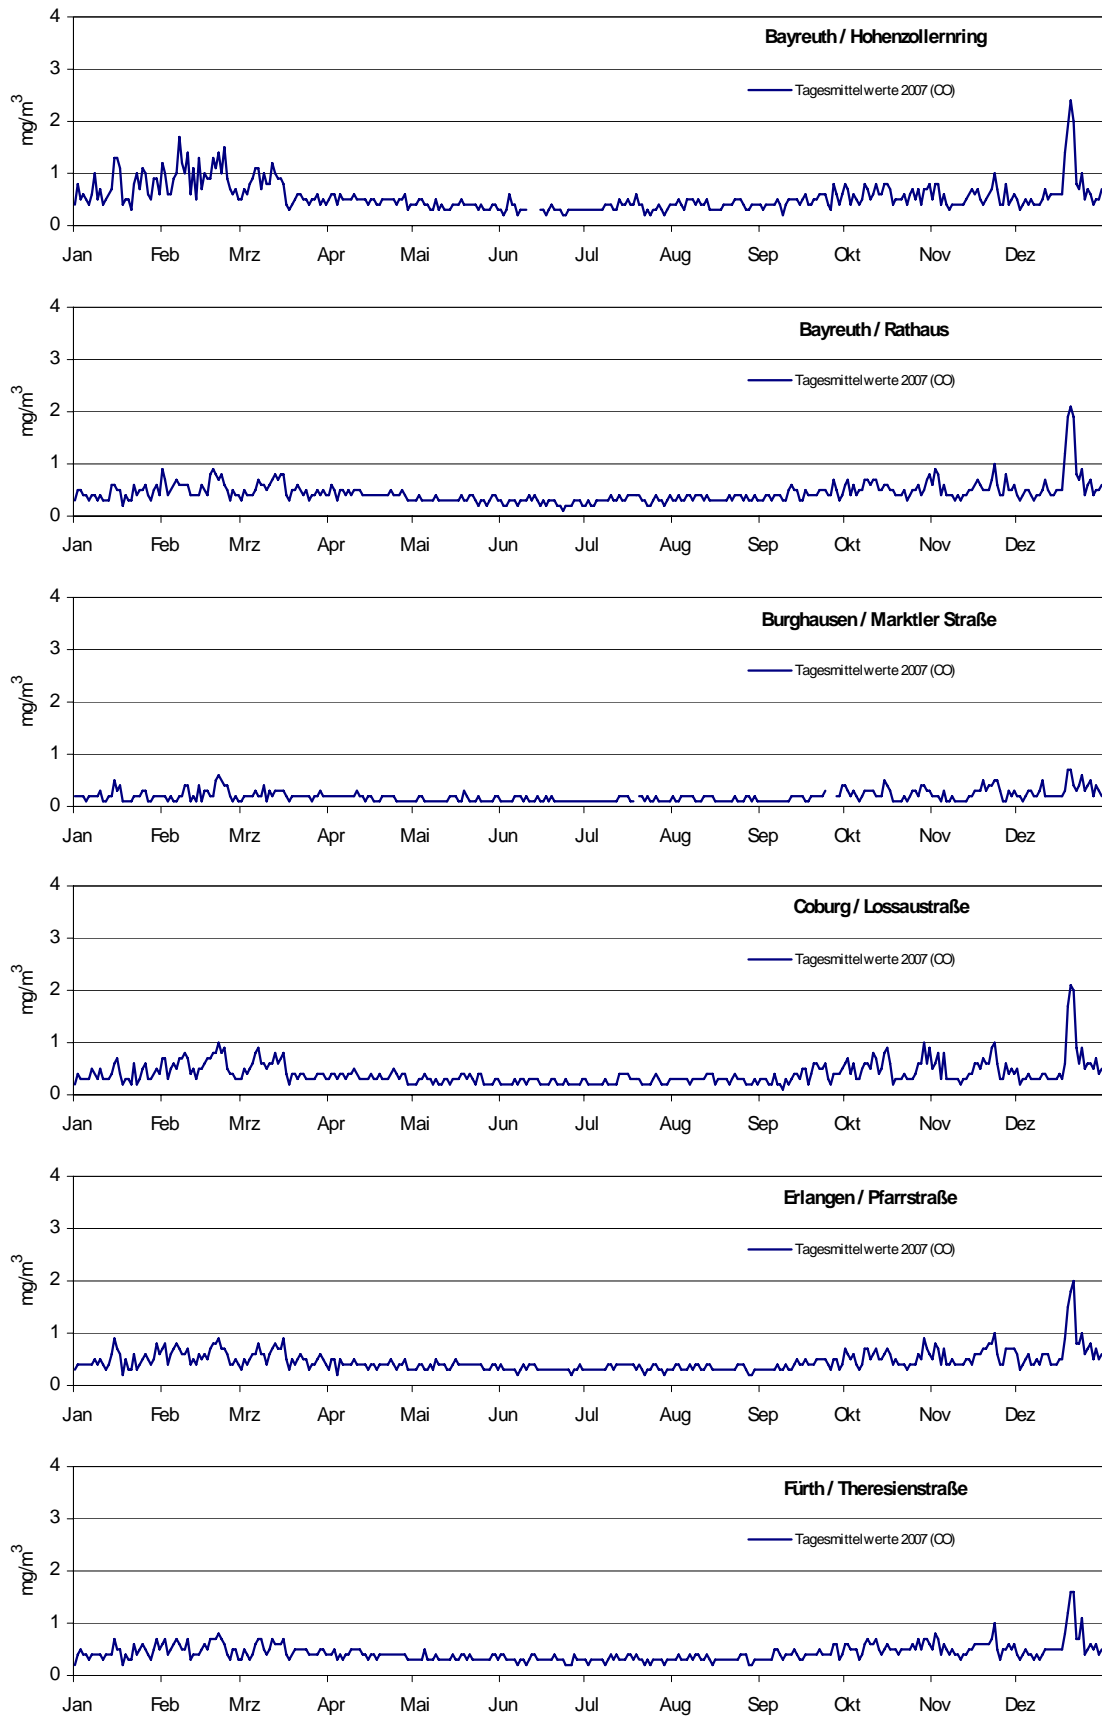 Bayreuth / Hohenzollernring
Tagesmittelwerte 2007 (CO)
mg/m³
4
3
2
1
0
Jan Feb Mrz Apr Mai Jun Jul Aug Sep Okt Nov Dez
Bayreuth / Rathaus
Tagesmittelwerte 2007 (CO)
mg/m³
4
3
2
1
0
Jan Feb Mrz Apr Mai Jun Jul Aug Sep Okt Nov Dez
Burghausen / Marktler Straße
Tagesmittelwerte 2007 (CO)
mg/m³
4
3
2
1
0
Jan Feb Mrz Apr Mai Jun Jul Aug Sep Okt Nov Dez
Coburg / Lossaustraße
Tagesmittelwerte 2007 (CO)
mg/m³
4
3
2
1
0
Jan Feb Mrz Apr Mai Jun Jul Aug Sep Okt Nov Dez
Erlangen / Pfarrstraße
Tagesmittelwerte 2007 (CO)
mg/m³
4
3
2
1
0
Jan Feb Mrz Apr Mai Jun Jul Aug Sep Okt Nov Dez
Fürth / Theresienstraße
Tagesmittelwerte 2007 (CO)
mg/m³
4
3
2
1
0
Jan Feb Mrz Apr Mai Jun Jul Aug Sep Okt Nov Dez